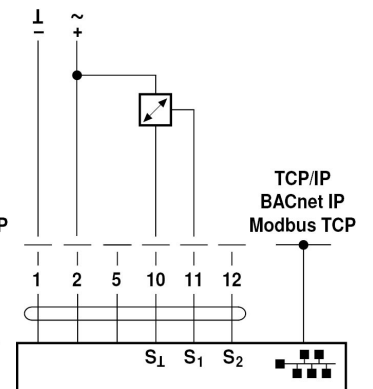 ⊥ ~
− +
TCP/IP
BACnet IP
P Modbus TCP
1 2 5 10 11 12
S⊥ S1 S2